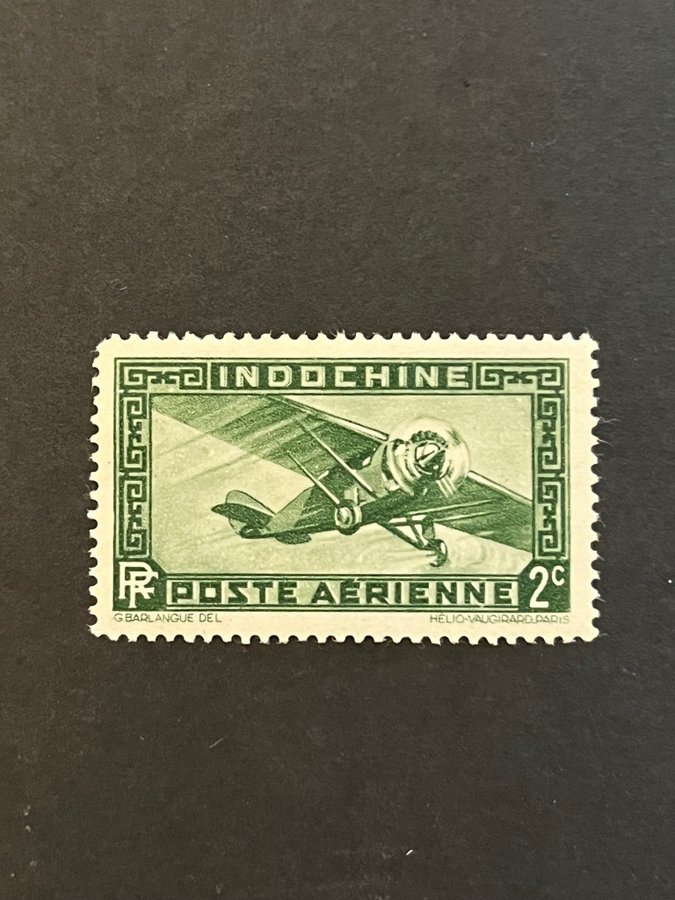 INDOCHINE
RF POSTE AÉRIENNE 2c
G BARLANGUE DEL HÉLIO-VAUGIRARD.PARIS